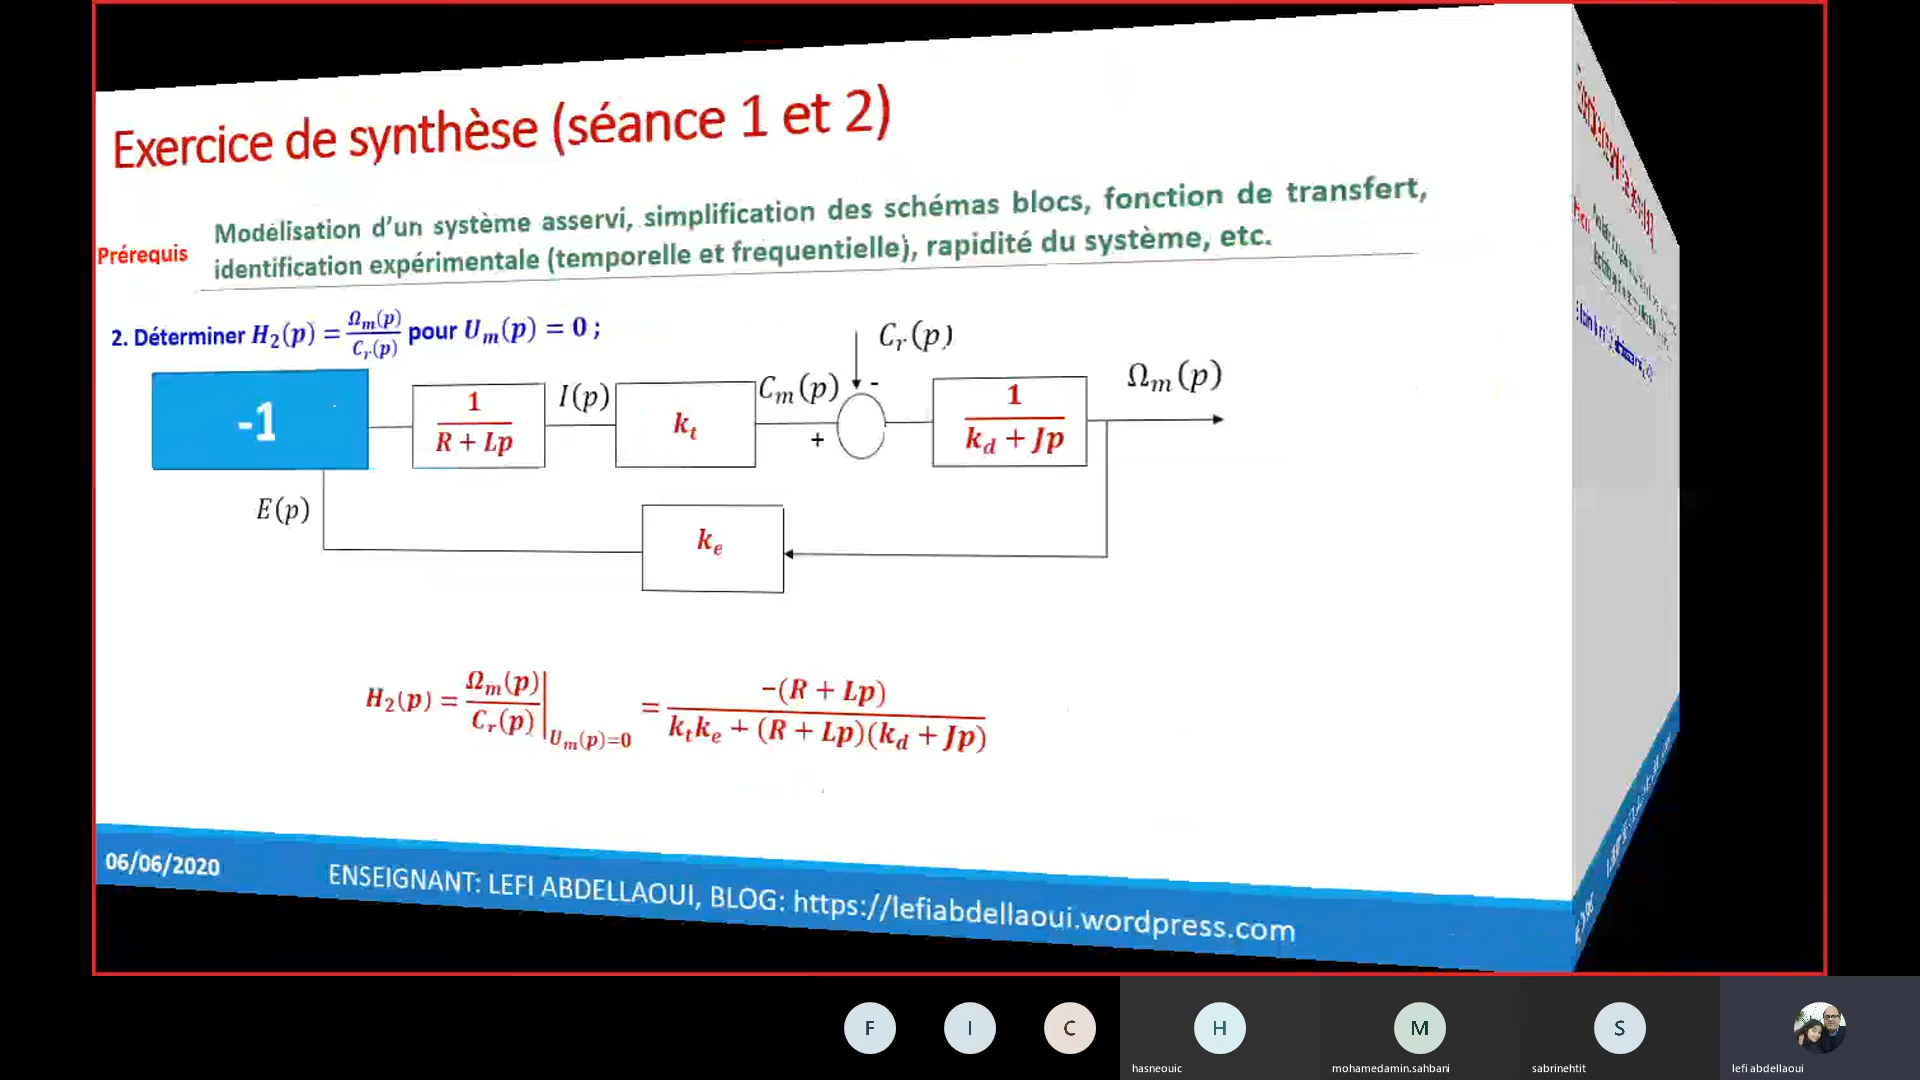 Exercice de synthèse (séance 1 et 2)
Prérequis
Modélisation d'un système asservi, simplification des schémas blocs, fonction de transfert,
identification expérimentale (temporelle et fréquentielle), rapidité du système, etc.
2. Déterminer H₂(p) = Ωₘ(p)/Cᵣ(p) pour Uₘ(p) = 0 ;
Cᵣ(p)
-
Ωₘ(p)
-1
1/(R + Lp)
I(p)
kₜ
Cₘ(p)
+
1/(k_d + Jp)
E(p)
kₑ
H₂(p) = Ωₘ(p)/Cᵣ(p)|Uₘ(p)=0 = -(R + Lp)/(kₜkₑ + (R + Lp)(k_d + Jp))
06/06/2020
ENSEIGNANT: LEFI ABDELLAOUI, BLOG: https://lefiabdellaoui.wordpress.com
F
I
C
H
M
S
hasneouic
mohamedamin.sahbani
sabrinehtit
lefi abdellaoui